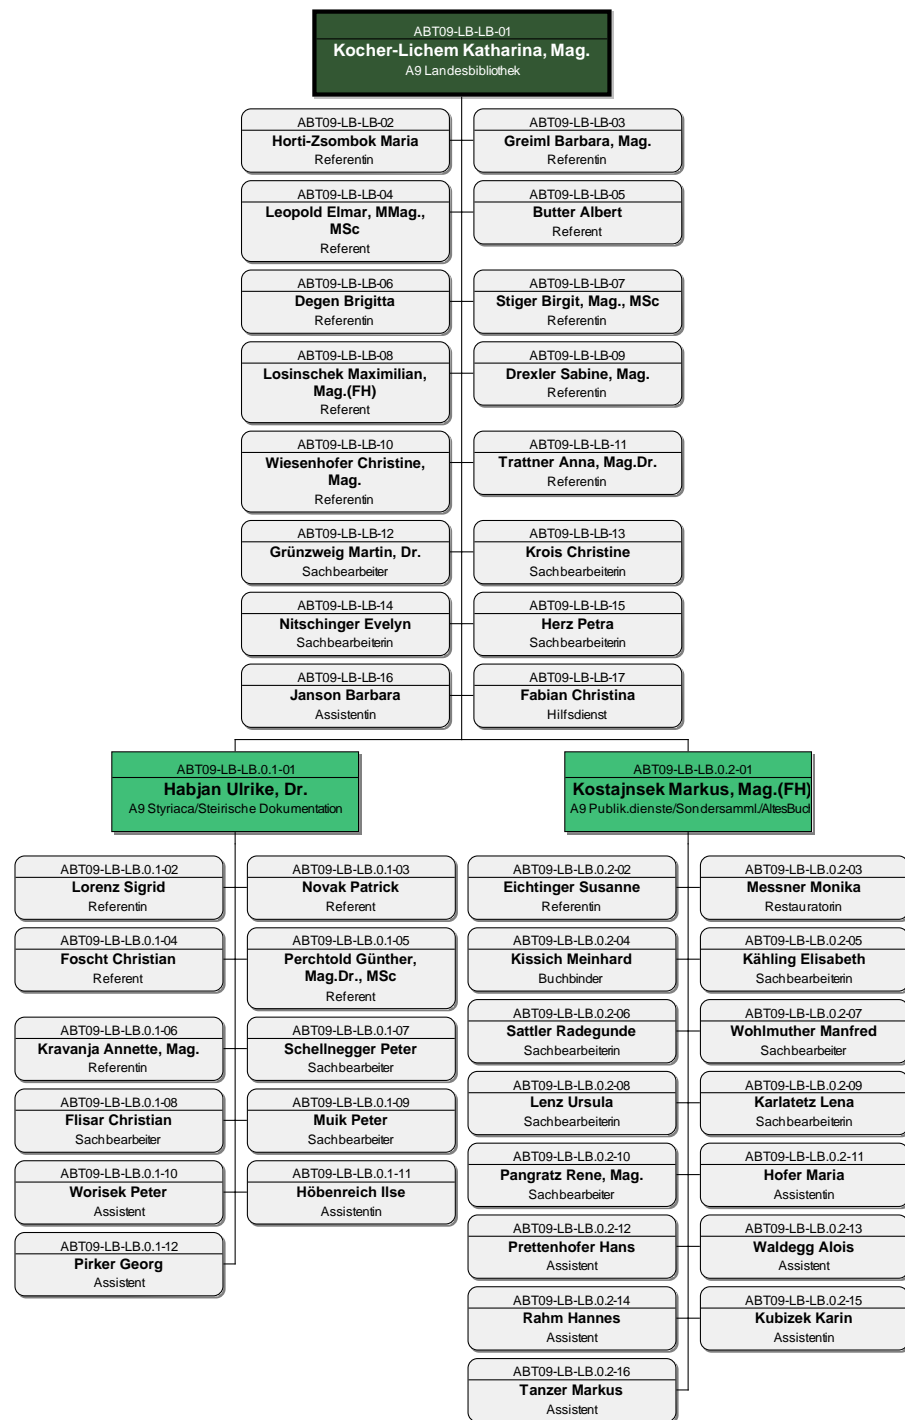 ABT09-LB-LB-01
Kocher-Lichem Katharina, Mag.
A9 Landesbibliothek
ABT09-LB-LB-02
Horti-Zsombok Maria
Referentin
ABT09-LB-LB-03
Greiml Barbara, Mag.
Referentin
ABT09-LB-LB-04
Leopold Elmar, MMag.,
MSc
Referent
ABT09-LB-LB-05
Butter Albert
Referent
ABT09-LB-LB-06
Degen Brigitta
Referentin
ABT09-LB-LB-07
Stiger Birgit, Mag., MSc
Referentin
ABT09-LB-LB-08
Losinschek Maximilian,
Mag.(FH)
Referent
ABT09-LB-LB-09
Drexler Sabine, Mag.
Referentin
ABT09-LB-LB-10
Wiesenhofer Christine,
Mag.
Referentin
ABT09-LB-LB-11
Trattner Anna, Mag.Dr.
Referentin
ABT09-LB-LB-12
Grünzweig Martin, Dr.
Sachbearbeiter
ABT09-LB-LB-13
Krois Christine
Sachbearbeiterin
ABT09-LB-LB-14
Nitschinger Evelyn
Sachbearbeiterin
ABT09-LB-LB-15
Herz Petra
Sachbearbeiterin
ABT09-LB-LB-16
Janson Barbara
Assistentin
ABT09-LB-LB-17
Fabian Christina
Hilfsdienst
ABT09-LB-LB.0.1-01
Habjan Ulrike, Dr.
A9 Styriaca/Steirische Dokumentation
ABT09-LB-LB.0.2-01
Kostajnsek Markus, Mag.(FH)
A9 Publik.dienste/Sondersamml./AltesBuch
ABT09-LB-LB.0.1-02
Lorenz Sigrid
Referentin
ABT09-LB-LB.0.1-03
Novak Patrick
Referent
ABT09-LB-LB.0.1-04
Foscht Christian
Referent
ABT09-LB-LB.0.1-05
Perchtold Günther,
Mag.Dr., MSc
Referent
ABT09-LB-LB.0.1-06
Kravanja Annette, Mag.
Referentin
ABT09-LB-LB.0.1-07
Schellnegger Peter
Sachbearbeiter
ABT09-LB-LB.0.1-08
Flisar Christian
Sachbearbeiter
ABT09-LB-LB.0.1-09
Muik Peter
Sachbearbeiter
ABT09-LB-LB.0.1-10
Worisek Peter
Assistent
ABT09-LB-LB.0.1-11
Höbenreich Ilse
Assistentin
ABT09-LB-LB.0.1-12
Pirker Georg
Assistent
ABT09-LB-LB.0.2-02
Eichtinger Susanne
Referentin
ABT09-LB-LB.0.2-03
Messner Monika
Restauratorin
ABT09-LB-LB.0.2-04
Kissich Meinhard
Buchbinder
ABT09-LB-LB.0.2-05
Kähling Elisabeth
Sachbearbeiterin
ABT09-LB-LB.0.2-06
Sattler Radegunde
Sachbearbeiterin
ABT09-LB-LB.0.2-07
Wohlmuther Manfred
Sachbearbeiter
ABT09-LB-LB.0.2-08
Lenz Ursula
Sachbearbeiterin
ABT09-LB-LB.0.2-09
Karlatetz Lena
Sachbearbeiterin
ABT09-LB-LB.0.2-10
Pangratz Rene, Mag.
Sachbearbeiter
ABT09-LB-LB.0.2-11
Hofer Maria
Assistentin
ABT09-LB-LB.0.2-12
Prettenhofer Hans
Assistent
ABT09-LB-LB.0.2-13
Waldegg Alois
Assistent
ABT09-LB-LB.0.2-14
Rahm Hannes
Assistent
ABT09-LB-LB.0.2-15
Kubizek Karin
Assistentin
ABT09-LB-LB.0.2-16
Tanzer Markus
Assistent